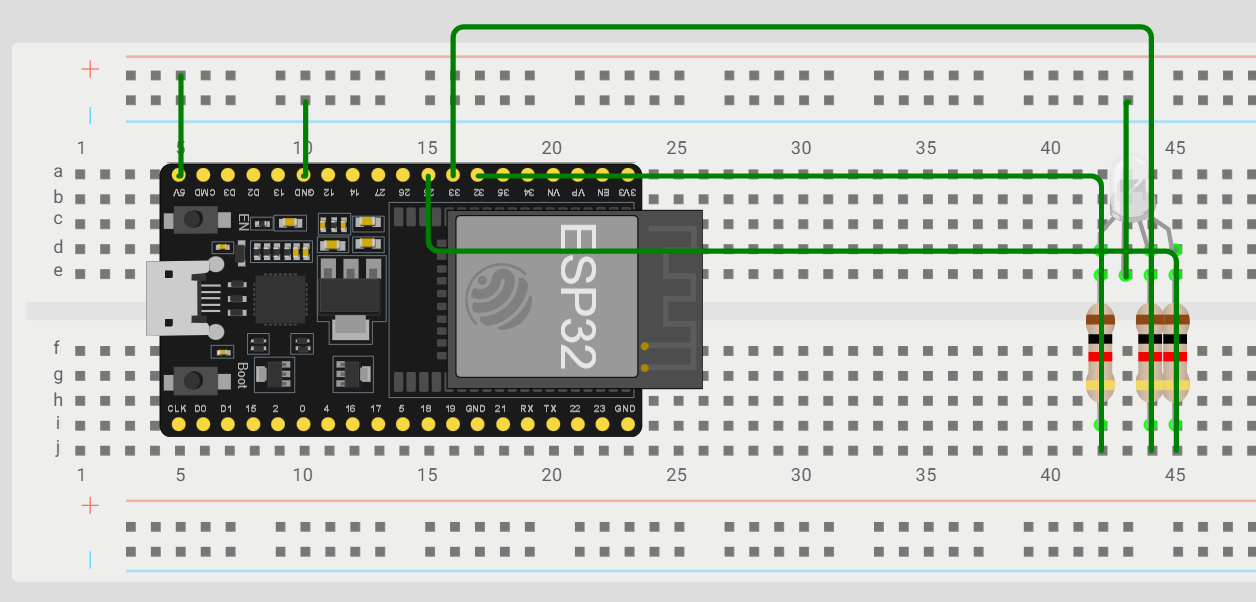 1 5 10 15 20 25 30 35 40 45
a
5V CMD D3 D2 13 GND 12 14 27 26 25 33 32 35 34 VN VP EN 3V3
b
c
EN
d
e
ESP32
f
g
Boot
h
CLK D0 D1 15 2 0 4 16 17 5 18 19 GND 21 RX TX 22 23 GND
i
j
1 5 10 15 20 25 30 35 40 45